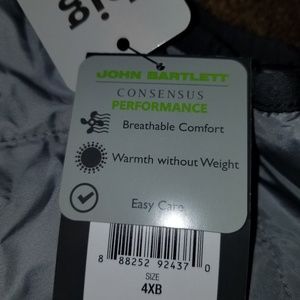 JOHN BARTLETT
CONSENSUS
PERFORMANCE
Breathable Comfort
Warmth without Weight
Easy Care
8 88252 92437 0
SIZE
4XB